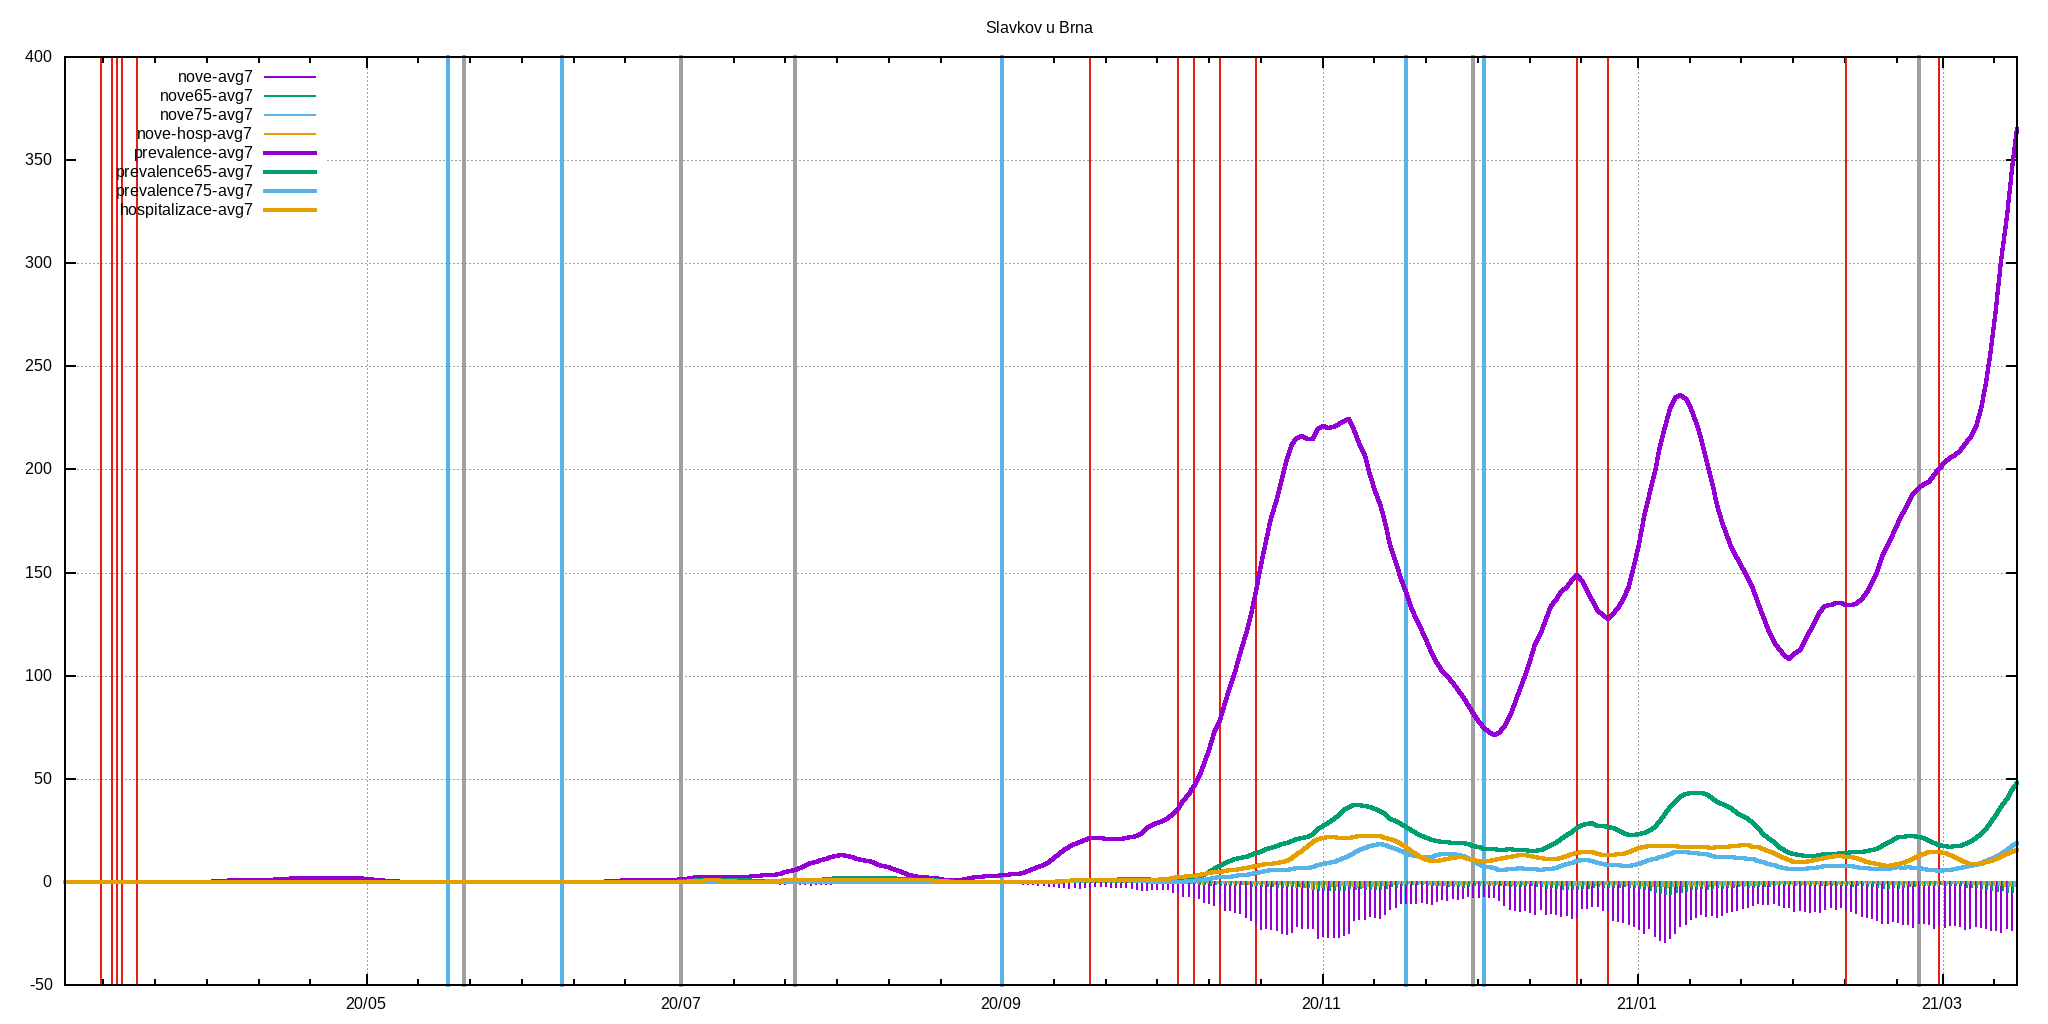 Slavkov u Brna
400
350
300
250
200
150
100
50
0
-50
nove-avg7
nove65-avg7
nove75-avg7
nove-hosp-avg7
prevalence-avg7
prevalence65-avg7
prevalence75-avg7
hospitalizace-avg7
20/05 20/07 20/09 20/11 21/01 21/03